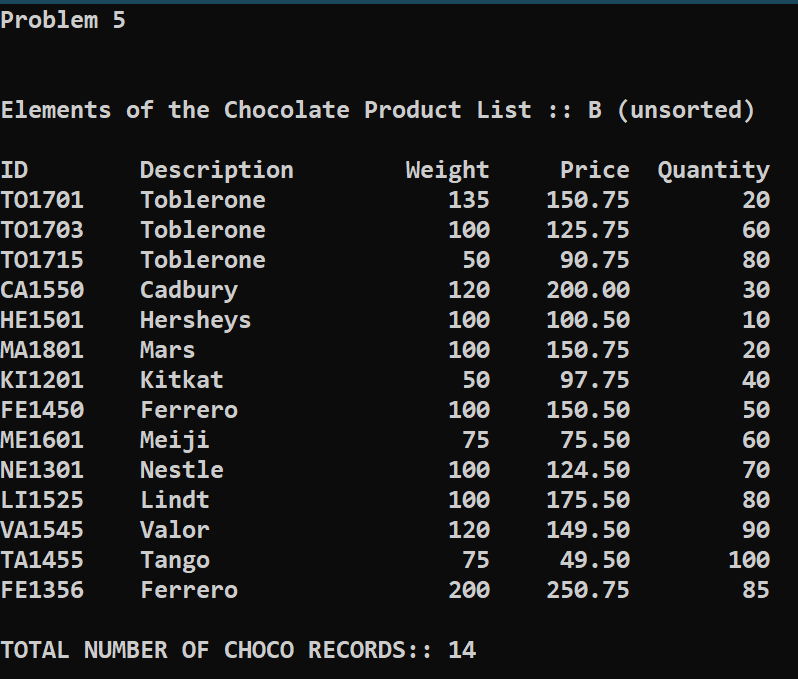 Problem 5
Elements of the Chocolate Product List :: B (unsorted)
ID Description Weight Price Quantity
TO1701 Toblerone 135 150.75 20
TO1703 Toblerone 100 125.75 60
TO1715 Toblerone 50 90.75 80
CA1550 Cadbury 120 200.00 30
HE1501 Hersheys 100 100.50 10
MA1801 Mars 100 150.75 20
KI1201 Kitkat 50 97.75 40
FE1450 Ferrero 100 150.50 50
ME1601 Meiji 75 75.50 60
NE1301 Nestle 100 124.50 70
LI1525 Lindt 100 175.50 80
VA1545 Valor 120 149.50 90
TA1455 Tango 75 49.50 100
FE1356 Ferrero 200 250.75 85
TOTAL NUMBER OF CHOCO RECORDS:: 14